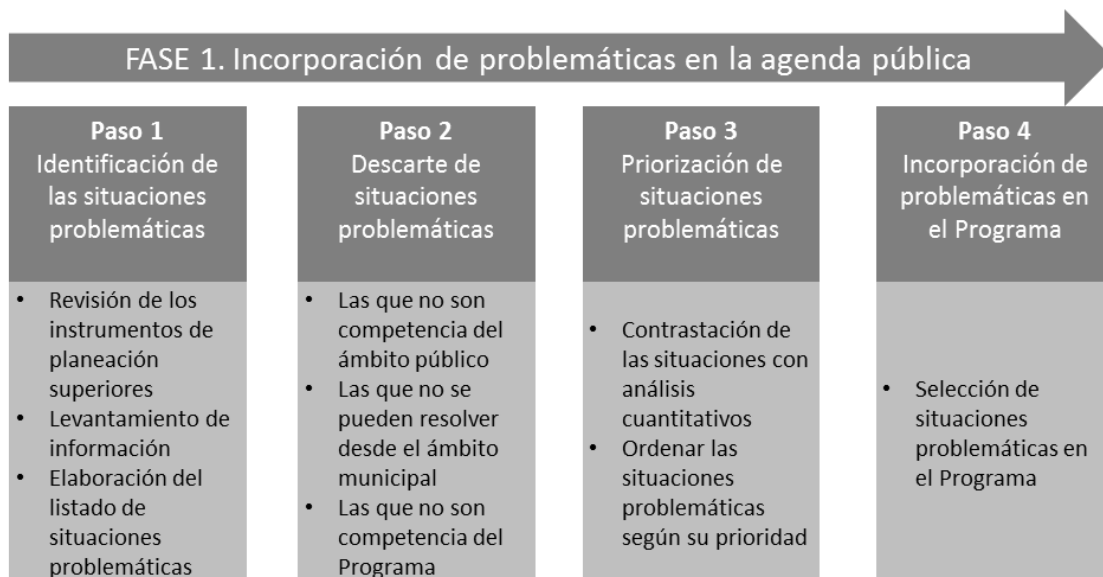 FASE 1. Incorporación de problemáticas en la agenda pública
Paso 1
Identificación de
las situaciones
problemáticas
• Revisión de los
instrumentos de
planeación
superiores
• Levantamiento de
información
• Elaboración del
listado de
situaciones
problemáticas
Paso 2
Descarte de
situaciones
problemáticas
• Las que no son
competencia del
ámbito público
• Las que no se
pueden resolver
desde el ámbito
municipal
• Las que no son
competencia del
Programa
Paso 3
Priorización de
situaciones
problemáticas
• Contrastación de
las situaciones con
análisis
cuantitativos
• Ordenar las
situaciones
problemáticas
según su prioridad
Paso 4
Incorporación de
problemáticas en
el Programa
• Selección de
situaciones
problemáticas en
el Programa